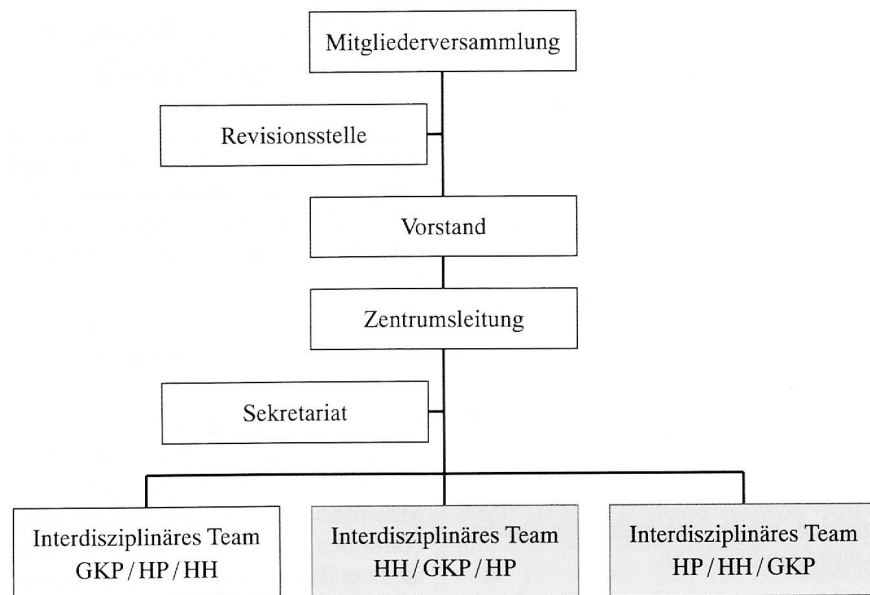 Mitgliederversammlung
Revisionsstelle
Vorstand
Zentrumsleitung
Sekretariat
Interdisziplinäres Team
GKP / HP / HH
Interdisziplinäres Team
HH / GKP / HP
Interdisziplinäres Team
HP / HH / GKP